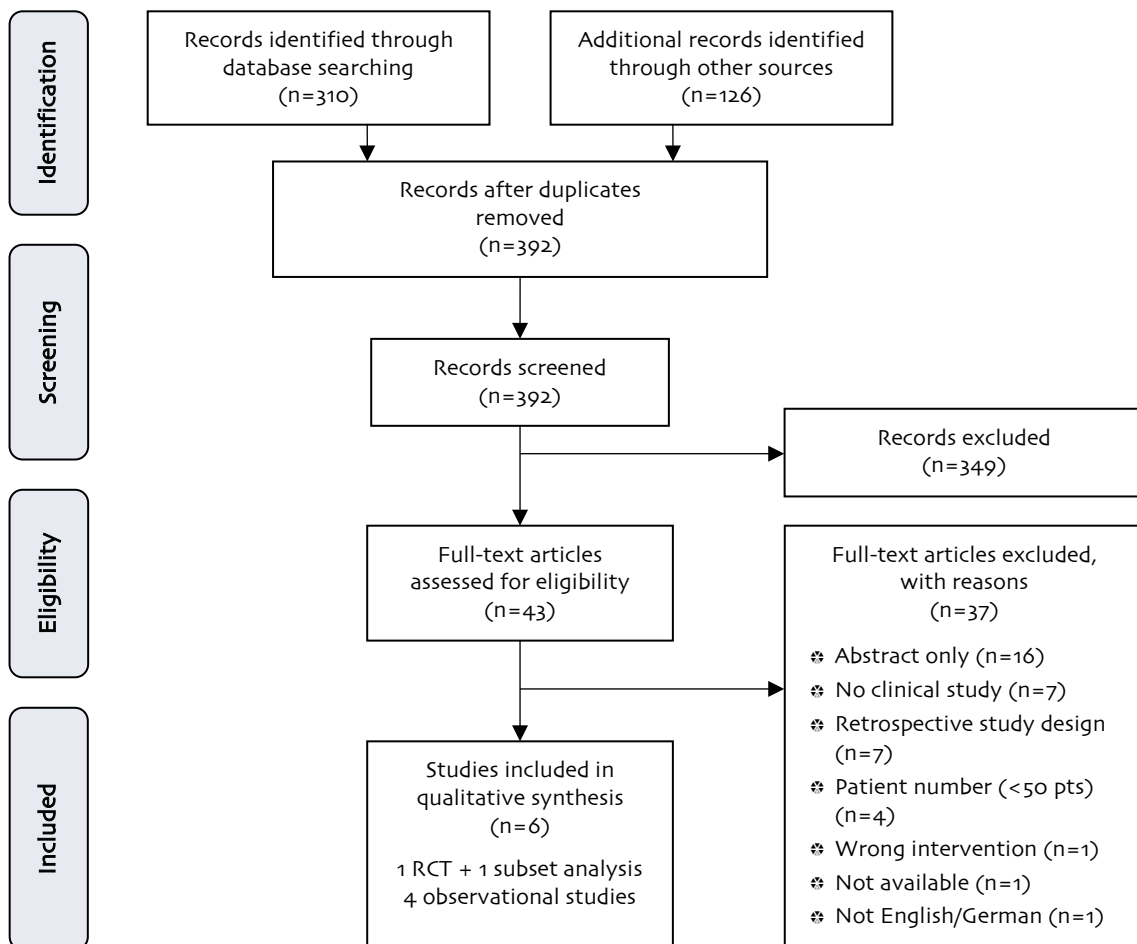 Identification
Records identified through
database searching
(n=310)
Additional records identified
through other sources
(n=126)
Records after duplicates
removed
(n=392)
Screening
Records screened
(n=392)
Records excluded
(n=349)
Eligibility
Full-text articles
assessed for eligibility
(n=43)
Full-text articles excluded,
with reasons
(n=37)
Abstract only (n=16)
No clinical study (n=7)
Retrospective study design
(n=7)
Patient number (<50 pts)
(n=4)
Wrong intervention (n=1)
Not available (n=1)
Not English/German (n=1)
Included
Studies included in
qualitative synthesis
(n=6)
1 RCT + 1 subset analysis
4 observational studies